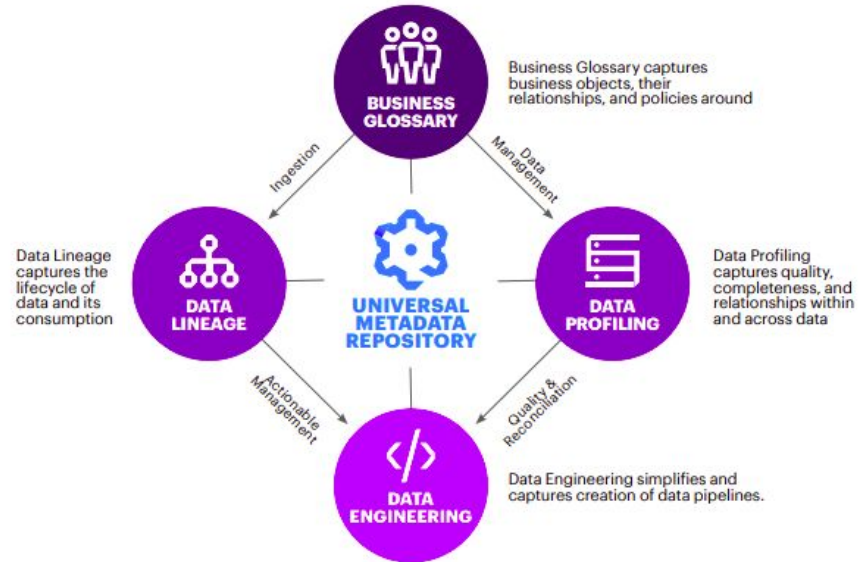 BUSINESS
GLOSSARY
Business Glossary captures
business objects, their
relationships, and policies around
Ingestion
Data
Management
Data Lineage
captures the
lifecycle of
data and its
consumption
DATA
LINEAGE
UNIVERSAL
METADATA
REPOSITORY
DATA
PROFILING
Data Profiling
captures quality,
completeness, and
relationships within
and across data
Actionable
Management
Quality &
Reconciliation
DATA
ENGINEERING
Data Engineering simplifies and
captures creation of data pipelines.